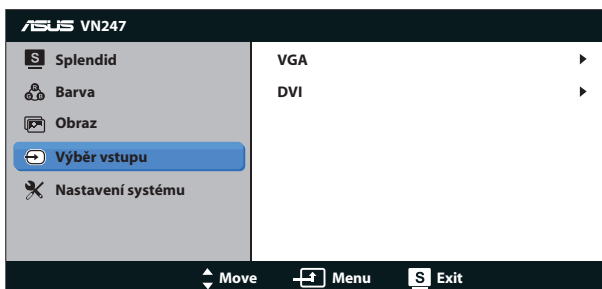 ASUS VN247
S Splendid
Barva
Obraz
Výběr vstupu
Nastavení systému
VGA
DVI
Move Menu S Exit